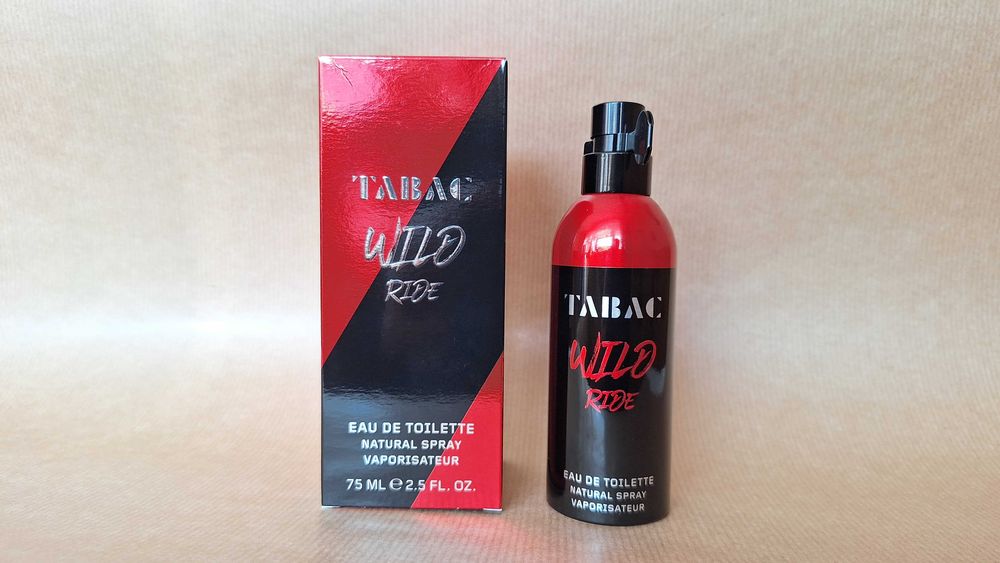 TABAC
WILD
RIDE
EAU DE TOILETTE
NATURAL SPRAY
VAPORISATEUR
75 ML ℮ 2.5 FL. OZ.
TABAC
WILD
RIDE
EAU DE TOILETTE
NATURAL SPRAY
VAPORISATEUR